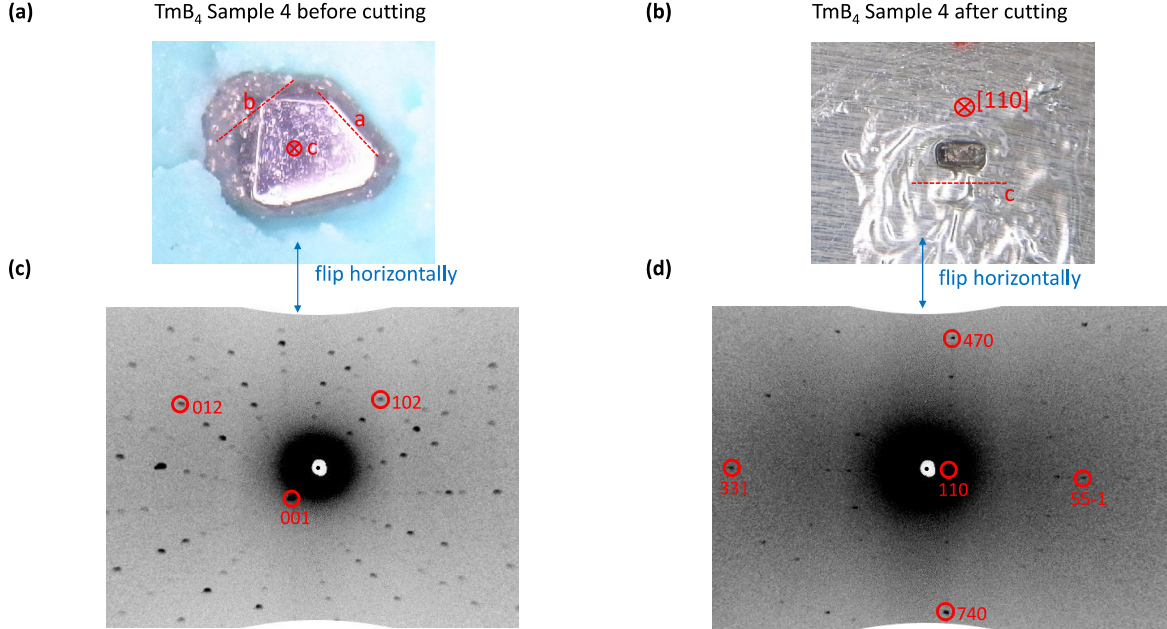 (a)
TmB₄ Sample 4 before cutting
b
a
c
(b)
TmB₄ Sample 4 after cutting
[110]
c
(c)
flip horizontally
012
102
001
(d)
flip horizontally
470
331
110
55-1
740